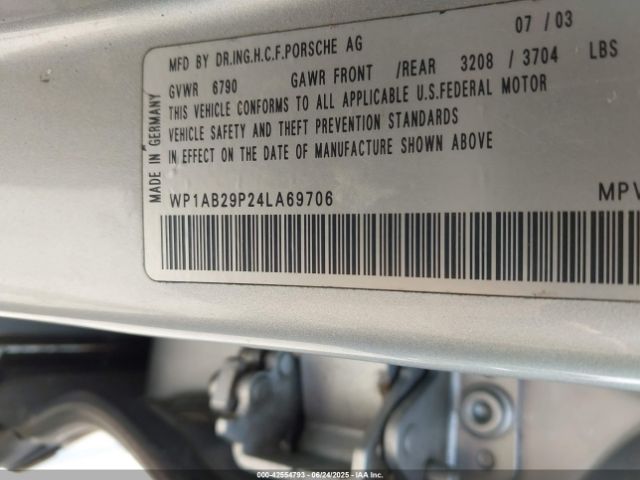 07 / 03
MFD BY DR.ING.H.C.F.PORSCHE AG
GVWR 6790 GAWR FRONT /REAR 3208 / 3704 LBS
THIS VEHICLE CONFORMS TO ALL APPLICABLE U.S.FEDERAL MOTOR
VEHICLE SAFETY AND THEFT PREVENTION STANDARDS
IN EFFECT ON THE DATE OF MANUFACTURE SHOWN ABOVE
MADE IN GERMANY
WP1AB29P24LA69706 MPV
000-42554793 - 06/24/2025 - IAAI.COM